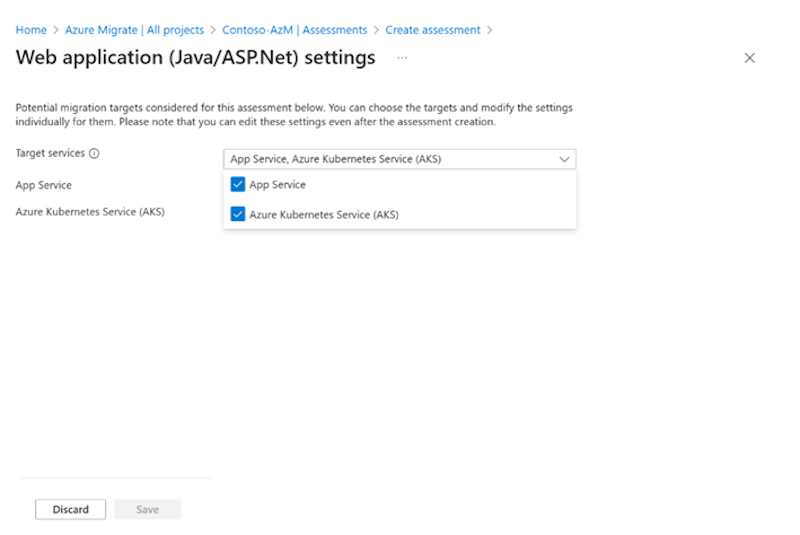 Home > Azure Migrate | All projects > Contoso-AzM | Assessments > Create assessment >
Web application (Java/ASP.Net) settings ...
Potential migration targets considered for this assessment below. You can choose the targets and modify the settings
individually for them. Please note that you can edit these settings even after the assessment creation.
Target services
App Service, Azure Kubernetes Service (AKS)
App Service
App Service
Azure Kubernetes Service (AKS)
Azure Kubernetes Service (AKS)
Discard
Save